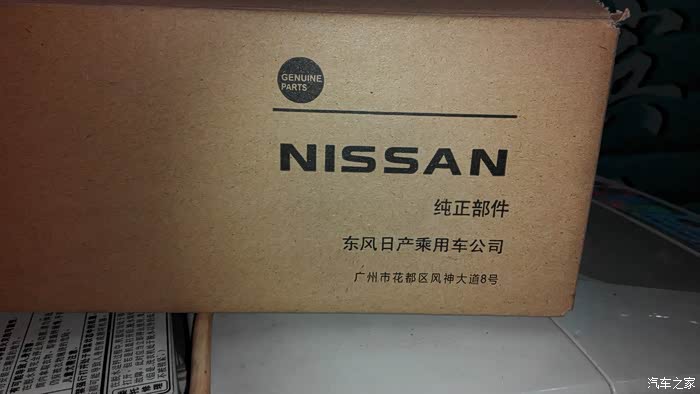 GENUINE
PARTS
NISSAN
纯正部件
东风日产乘用车公司
广州市花都区风神大道8号
汽车之家